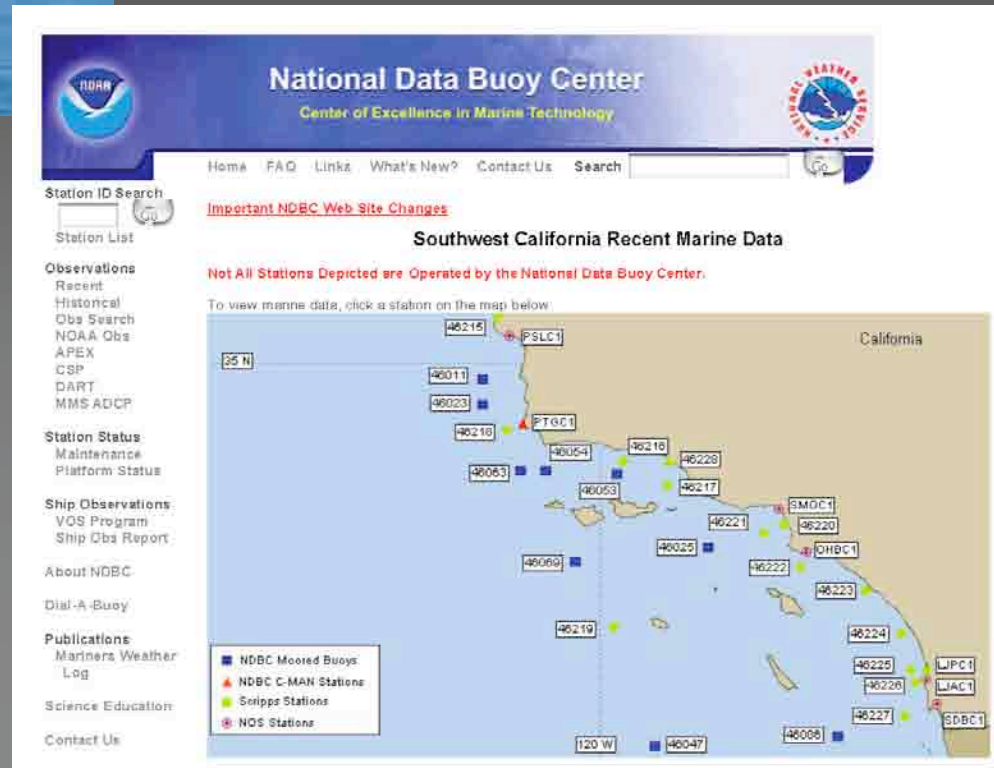 NOAA
National Data Buoy Center
Center of Excellence in Marine Technology
NATIONAL WEATHER SERVICE
Home FAQ Links What's New? Contact Us Search Go
Station ID Search
Go
Station List
Observations
Recent
Historical
Obs Search
NOAA Obs
APEX
CSP
DART
MMS ADCP
Station Status
Maintenance
Platform Status
Ship Observations
VOS Program
Ship Obs Report
About NDBC
Dial-A-Buoy
Publications
Mariners Weather
Log
Science Education
Contact Us
Important NDBC Web Site Changes
Southwest California Recent Marine Data
Not All Stations Depicted are Operated by the National Data Buoy Center.
To view marine data, click a station on the map below
46215
PSLC1
California
35 N
46011
46023
PTGC1
46218
46054
46216
46228
46063
46053
46217
SMOC1
46221
46220
46025
OHBC1
46069
46222
46223
46219
46224
46225
LJPC1
46226
LJAC1
SDBC1
46227
46086
120 W
46047
NDBC Moored Buoys
NDBC C-MAN Stations
Scripps Stations
NOS Stations